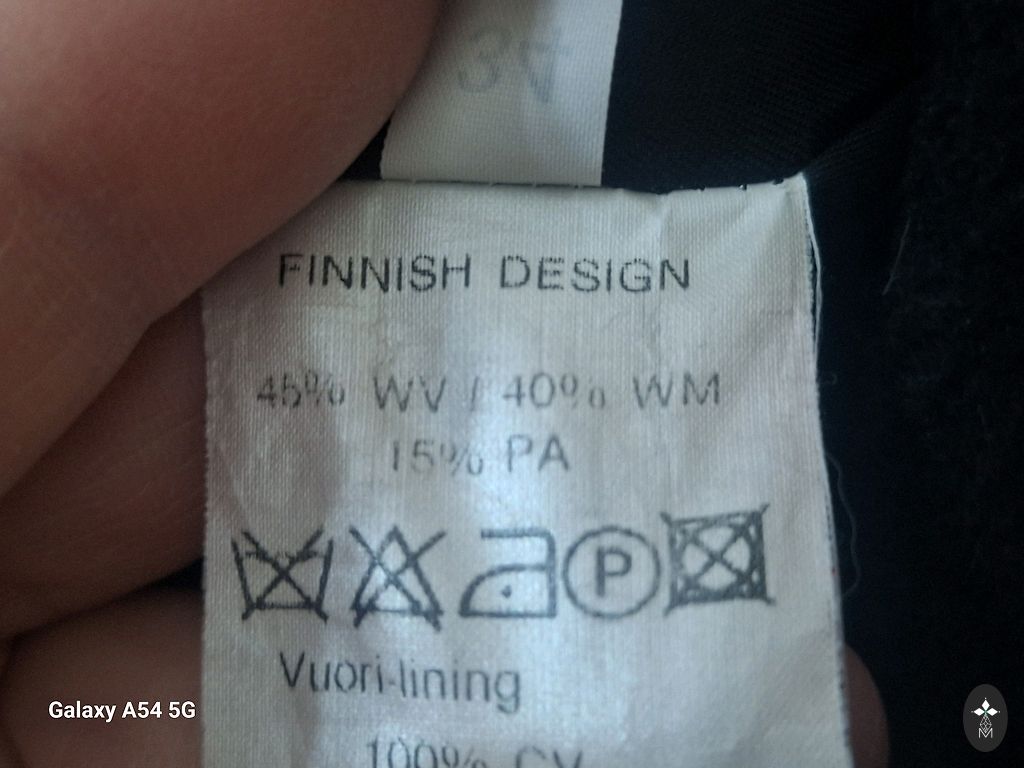 FINNISH DESIGN
45% WV / 40% WM
15% PA
P
Vuori-lining
100% CV
Galaxy A54 5G
M